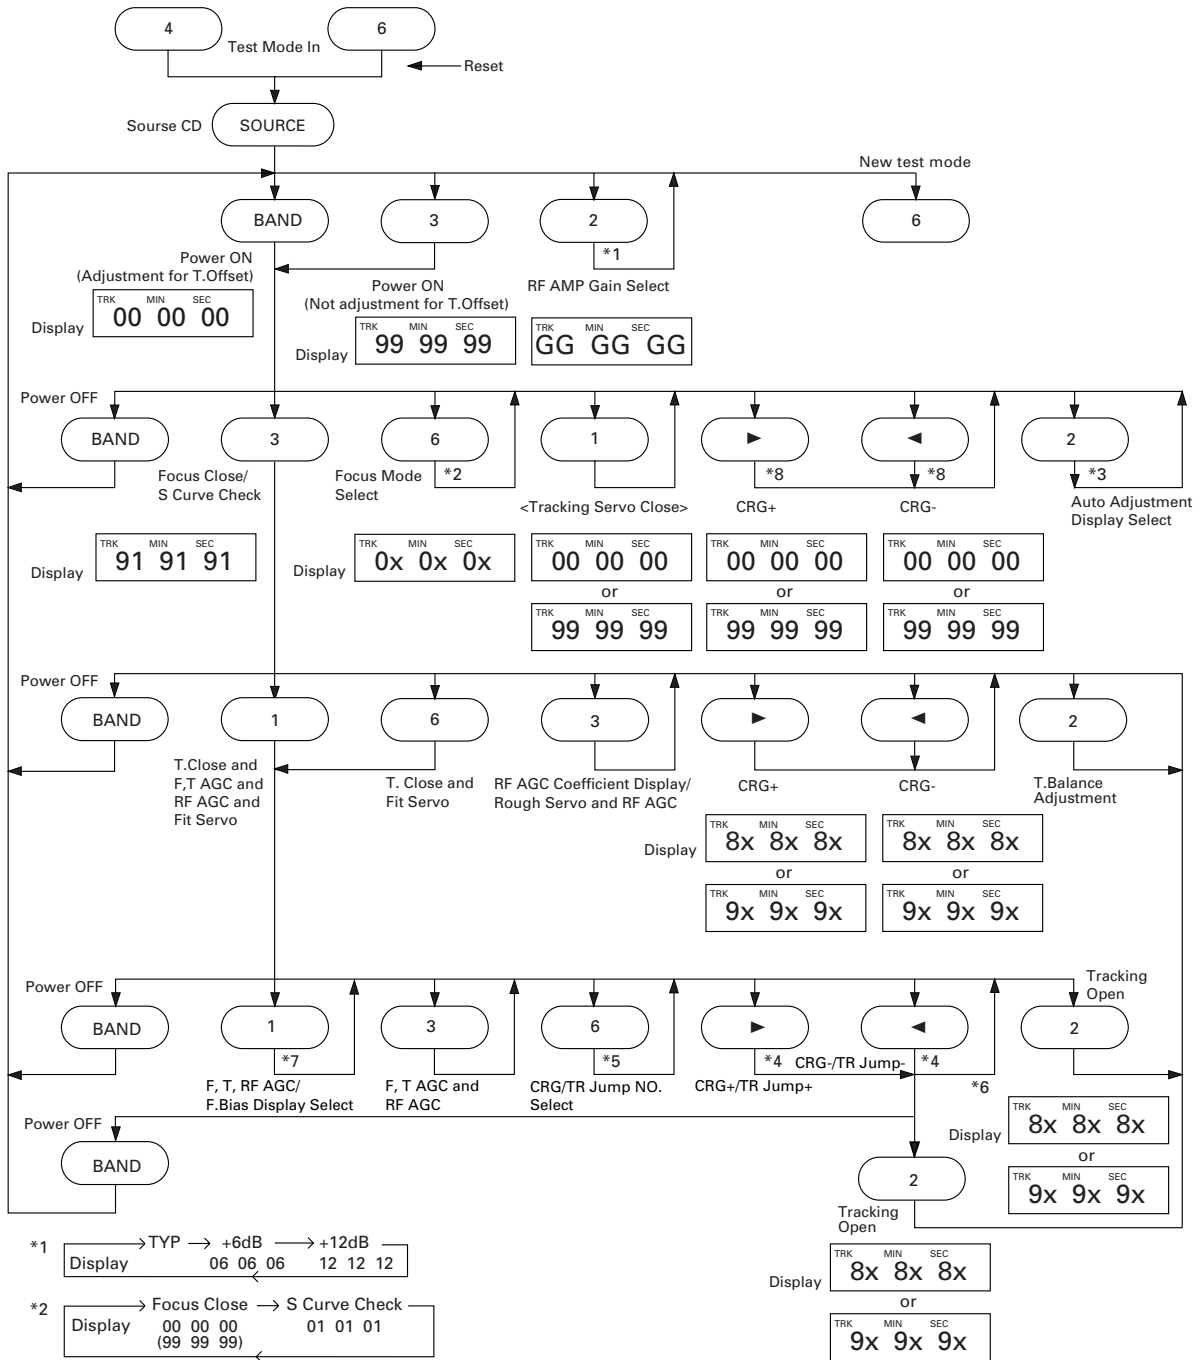 4
6
Test Mode In
Reset
Sourse CD
SOURCE
New test mode
BAND
3
2
6
*1
Power ON
(Adjustment for T.Offset)
Power ON
(Not adjustment for T.Offset)
RF AMP Gain Select
Display
TRK MIN SEC
00 00 00
Display
TRK MIN SEC
99 99 99
TRK MIN SEC
GG GG GG
Power OFF
BAND
3
6
1
►
◄
2
Focus Close/
S Curve Check
Focus Mode
Select
*2
<Tracking Servo Close>
*8
CRG+
*8
CRG-
*3
Auto Adjustment
Display Select
Display
TRK MIN SEC
91 91 91
Display
TRK MIN SEC
0x 0x 0x
TRK MIN SEC
00 00 00
or
TRK MIN SEC
99 99 99
TRK MIN SEC
00 00 00
or
TRK MIN SEC
99 99 99
TRK MIN SEC
00 00 00
or
TRK MIN SEC
99 99 99
Power OFF
BAND
1
6
3
►
◄
2
T.Close and
F,T AGC and
RF AGC and
Fit Servo
T. Close and
Fit Servo
RF AGC Coefficient Display/
Rough Servo and RF AGC
CRG+
CRG-
T.Balance
Adjustment
Display
TRK MIN SEC
8x 8x 8x
or
TRK MIN SEC
9x 9x 9x
TRK MIN SEC
8x 8x 8x
or
TRK MIN SEC
9x 9x 9x
Power OFF
Tracking
Open
BAND
1
3
6
►
◄
2
*7
F, T, RF AGC/
F.Bias Display Select
F, T AGC and
RF AGC
*5
CRG/TR Jump NO.
Select
*4
CRG+/TR Jump+
CRG-/TR Jump-
*4
*6
Display
TRK MIN SEC
8x 8x 8x
or
TRK MIN SEC
9x 9x 9x
Power OFF
BAND
2
Tracking
Open
Display
TRK MIN SEC
8x 8x 8x
or
TRK MIN SEC
9x 9x 9x
*1
TYP → +6dB → +12dB
Display 06 06 06 12 12 12
*2
Focus Close → S Curve Check
Display 00 00 00 01 01 01
(99 99 99)